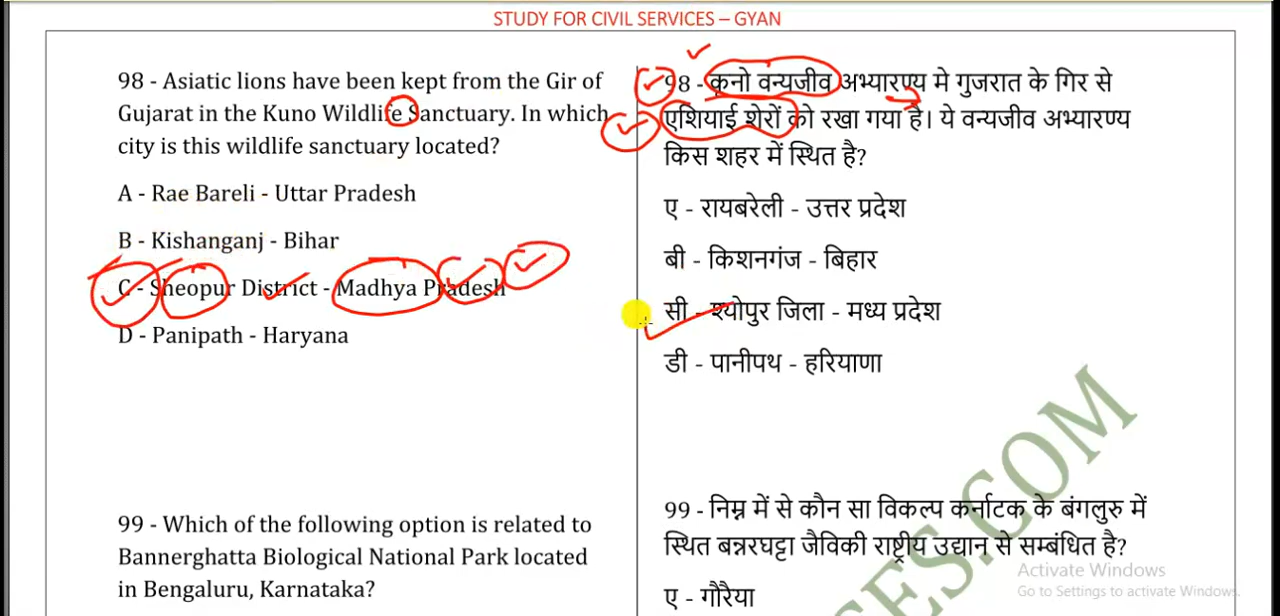 STUDY FOR CIVIL SERVICES – GYAN
98 - Asiatic lions have been kept from the Gir of
Gujarat in the Kuno Wildlife Sanctuary. In which
city is this wildlife sanctuary located?
A - Rae Bareli - Uttar Pradesh
B - Kishanganj - Bihar
C - Sheopur District - Madhya Pradesh
D - Panipath - Haryana
99 - Which of the following option is related to
Bannerghatta Biological National Park located
in Bengaluru, Karnataka?
98 - कूनो वन्यजीव अभ्यारण्य मे गुजरात के गिर से
एशियाई शेरों को रखा गया है। ये वन्यजीव अभ्यारण्य
किस शहर में स्थित है?
ए - रायबरेली - उत्तर प्रदेश
बी - किशनगंज - बिहार
सी - श्योपुर जिला - मध्य प्रदेश
डी - पानीपथ - हरियाणा
99 - निम्न में से कौन सा विकल्प कर्नाटक के बंगलुरु में
स्थित बन्नरघट्टा जैविकी राष्ट्रीय उद्यान से सम्बंधित है?
ए - गौरैया
ES.COM
Activate Windows
Go to Settings to activate Windows.